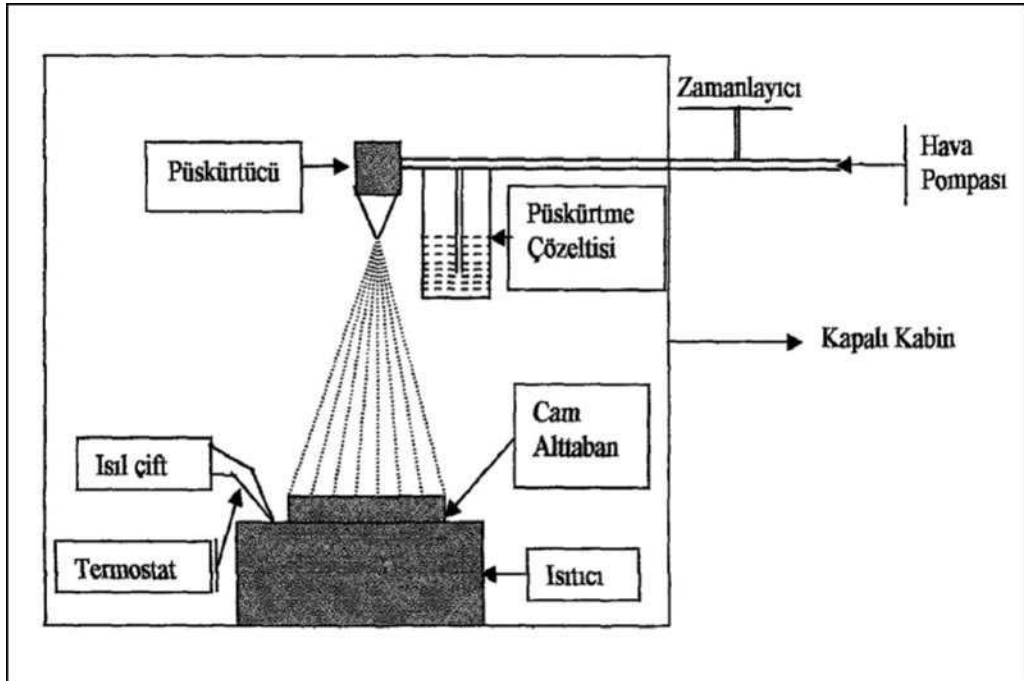 Zamanlayıcı
Püskürtücü
Hava
Pompası
Püskürtme
Çözeltisi
Kapalı Kabin
Cam
Alttaban
Isıl çift
Termostat
Isıtıcı